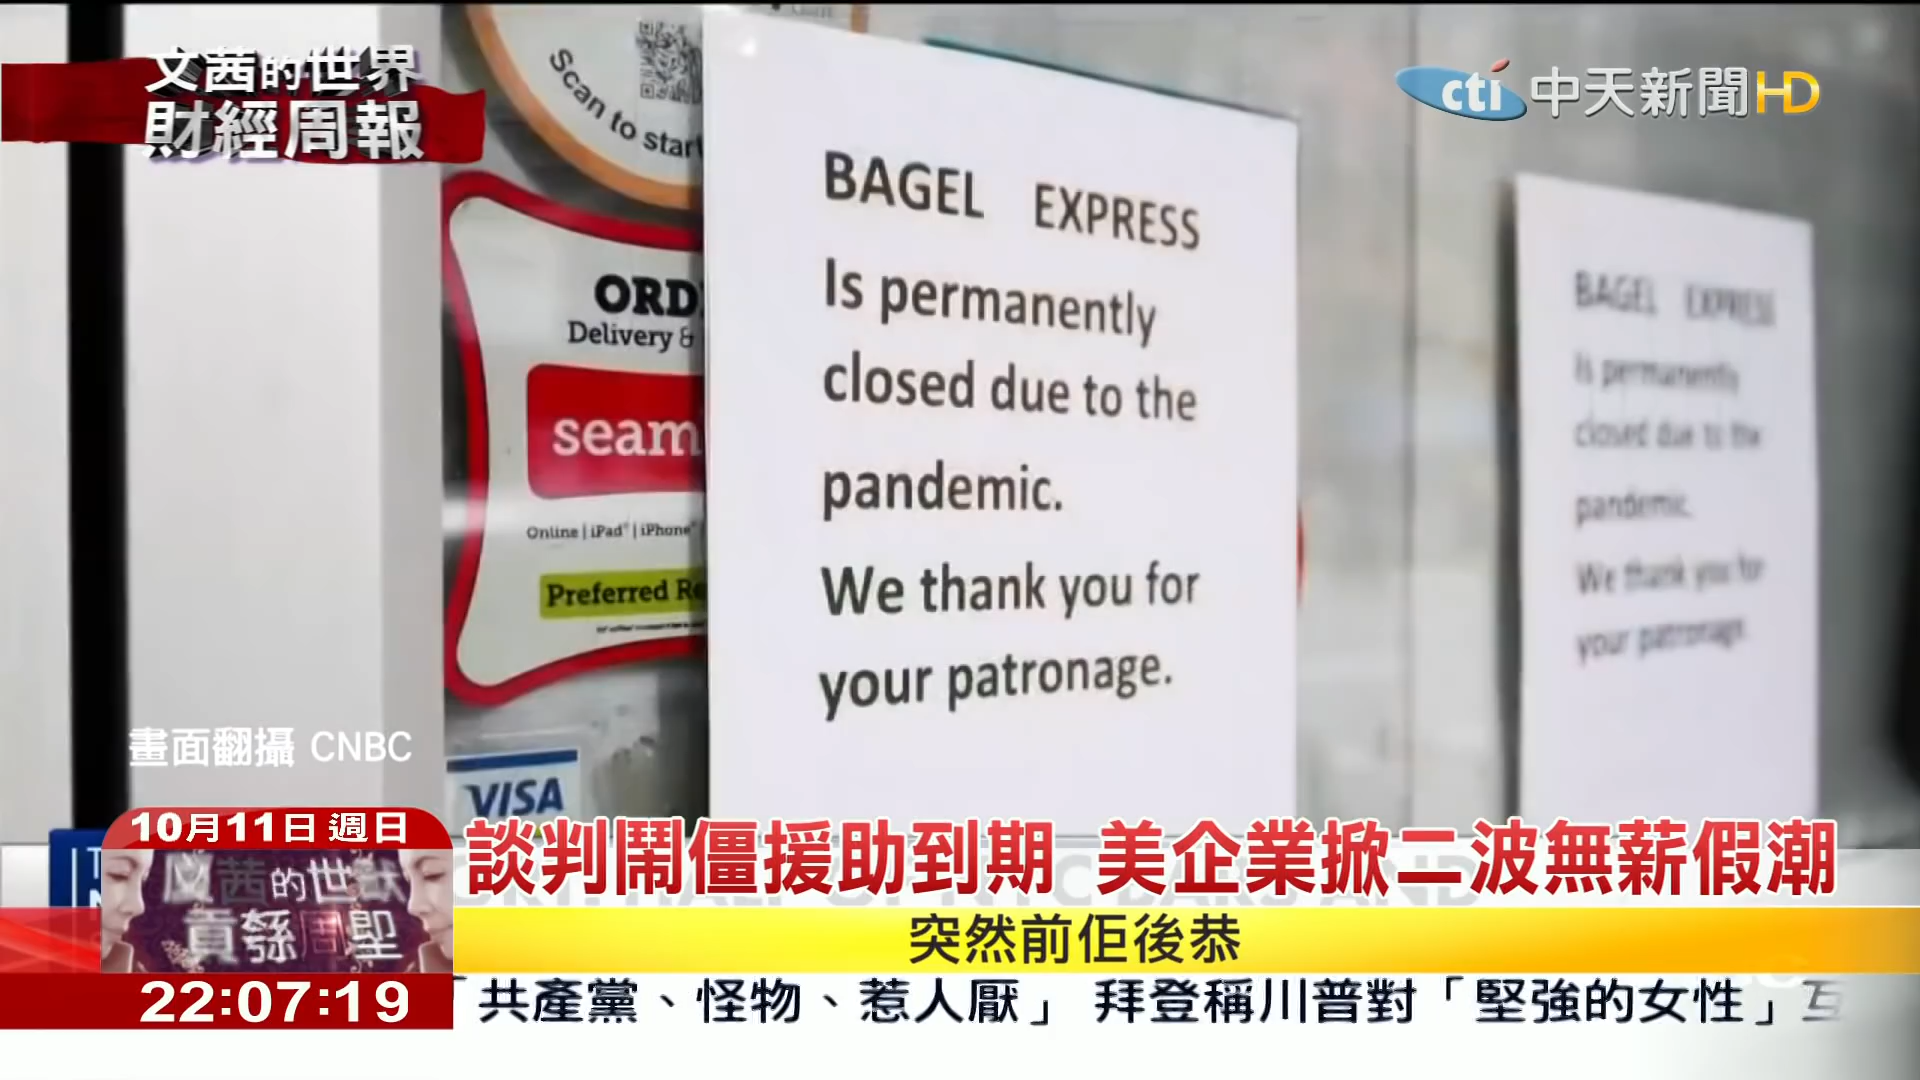 文茜的世界
財經周報
cti 中天新聞HD
Scan to star
ORD
Delivery &
seam
Online | iPad | iPhone
Preferred Re
VISA
BAGEL EXPRESS
Is permanently
closed due to the
pandemic.
We thank you for
your patronage.
BAGEL EXPRESS
Is permanently
closed due to the
pandemic.
We thank you for
your patronage.
畫面翻攝 CNBC
10月11日 週日
談判鬧僵援助到期 美企業掀二波無薪假潮
突然前佢後恭
22:07:19
「共產黨、怪物、惹人厭」 拜登稱川普對「堅強的女性」互